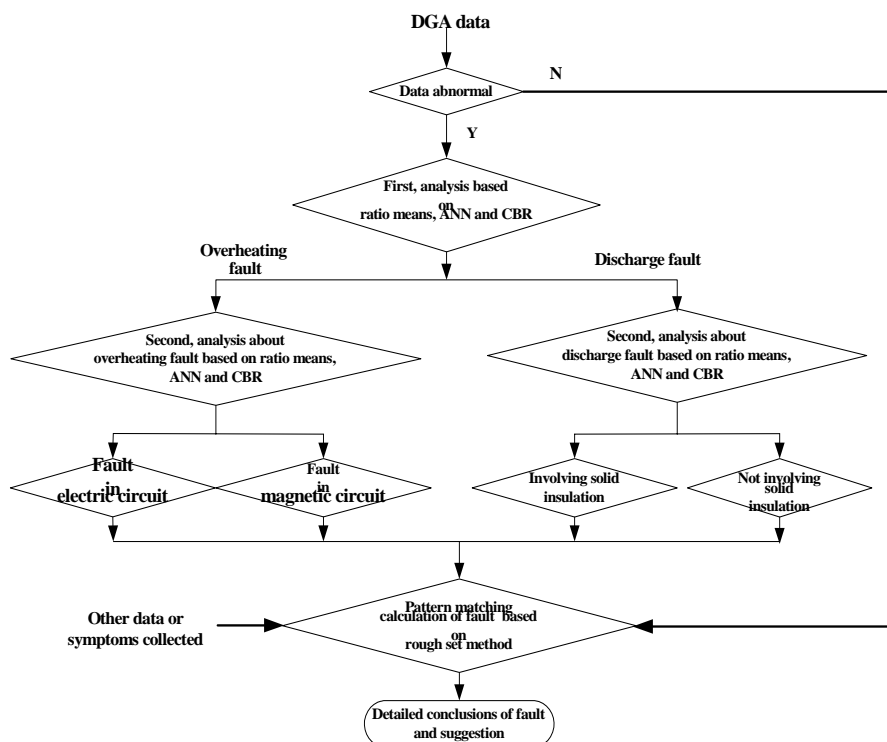 DGA data
N
Data abnormal
Y
First, analysis based
on
ratio means, ANN and CBR
Overheating
fault
Discharge fault
Second, analysis about
overheating fault based on ratio means,
ANN and CBR
Second, analysis about
discharge fault based on ratio means,
ANN and CBR
Fault
in
electric circuit
Fault
in
magnetic circuit
Involving solid
insulation
Not involving
solid
insulation
Other data or
symptoms collected
Pattern matching
calculation of fault based
on
rough set method
Detailed conclusions of fault
and suggestion